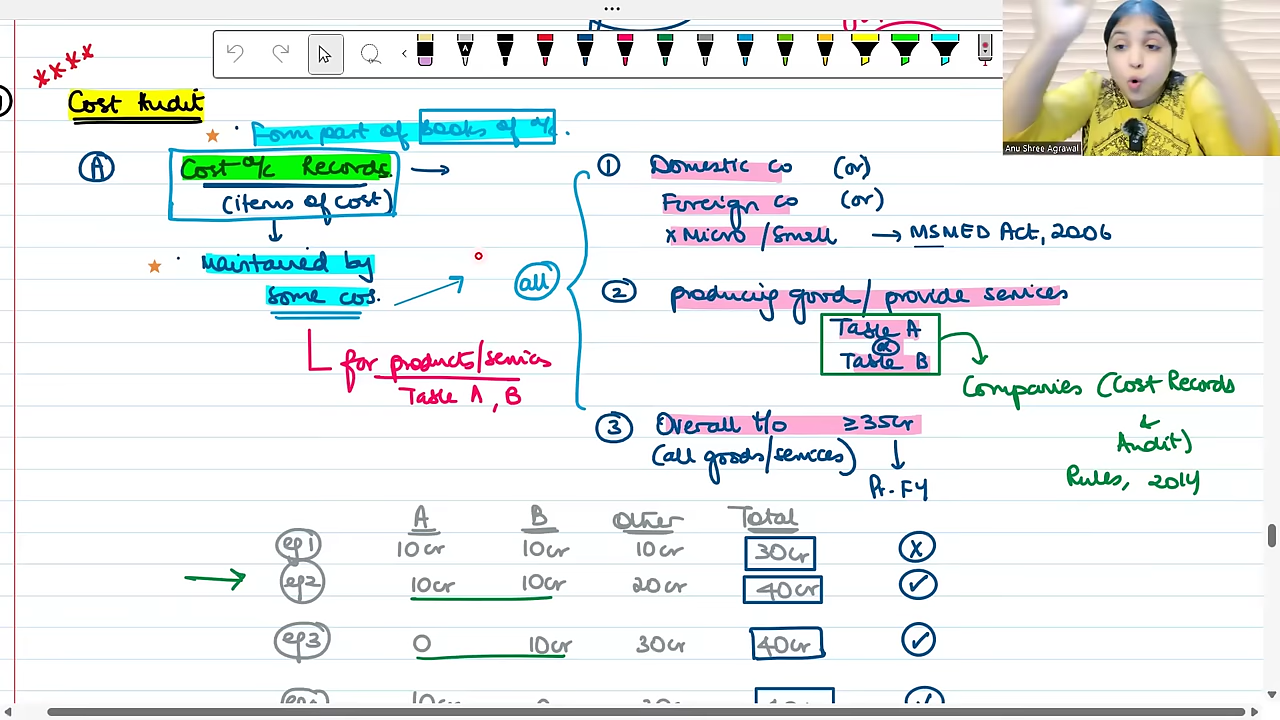 Cost Audit
Form part of Books of A/c.
A Cost A/c Records
(items of cost)
maintained by
some cos.
for products/services
Table A, B
all
1 Domestic co (or)
Foreign co (or)
x Micro / Small → MSMED Act, 2006
2 producing good / provide services
Table A
or
Table B
Companies (Cost Records
&
Audit)
Rules, 2014
3 Overall t/o ≥35cr
(all goods/services)
P.FY
A B Other Total
eg1 10cr 10cr 10cr 30cr x
eg2 10cr 10cr 20cr 40cr ✓
eg3 0 10cr 30cr 40cr ✓
Anu Shree Agrawal